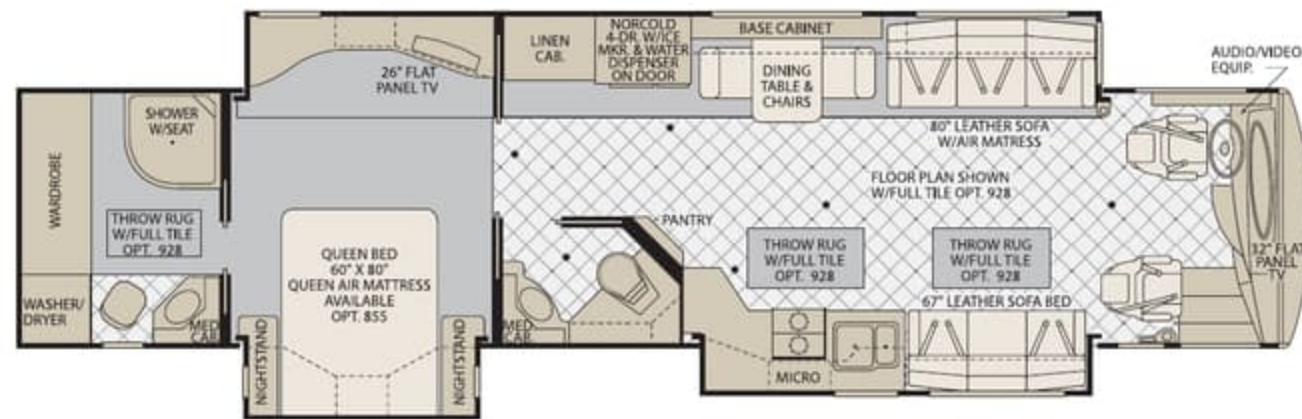 WARDROBE
WASHER/
DRYER
SHOWER
W/SEAT
THROW RUG
W/FULL TILE
OPT. 928
MED
CAB.
26" FLAT
PANEL TV
QUEEN BED
60" X 80"
QUEEN AIR MATTRESS
AVAILABLE
OPT. 855
NIGHTSTAND
NIGHTSTAND
LINEN
CAB.
NORCOLD
4-DR. W/ICE
MKR. & WATER
DISPENSER
ON DOOR
BASE CABINET
DINING
TABLE &
CHAIRS
80" LEATHER SOFA
W/AIR MATRESS
FLOOR PLAN SHOWN
W/FULL TILE OPT. 928
PANTRY
MED
CAB.
THROW RUG
W/FULL TILE
OPT. 928
THROW RUG
W/FULL TILE
OPT. 928
67" LEATHER SOFA BED
MICRO
AUDIO/VIDEO
EQUIP.
32" FLAT
PANEL
TV